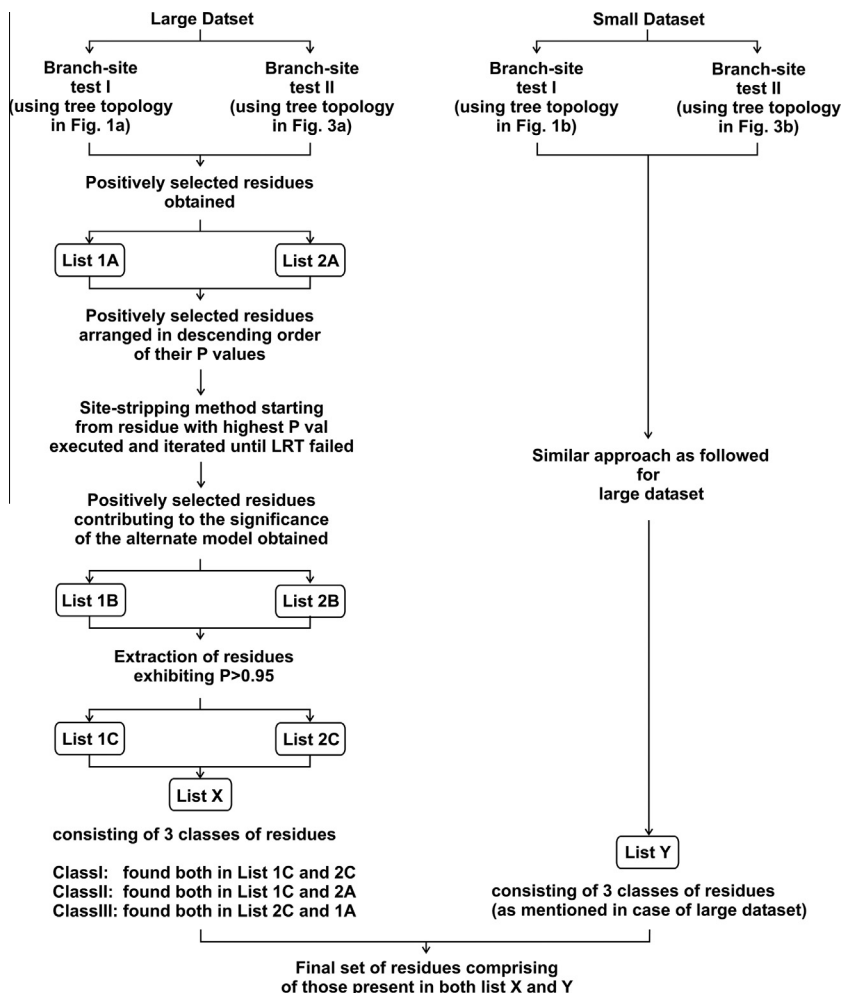 Large Datset
Branch-site
test I
(using tree topology
in Fig. 1a)
Branch-site
test II
(using tree topology
in Fig. 3a)
Positively selected residues
obtained
List 1A
List 2A
Positively selected residues
arranged in descending order
of their P values
Site-stripping method starting
from residue with highest P val
executed and iterated until LRT failed
Positively selected residues
contributing to the significance
of the alternate model obtained
List 1B
List 2B
Extraction of residues
exhibiting P>0.95
List 1C
List 2C
List X
consisting of 3 classes of residues
ClassI: found both in List 1C and 2C
ClassII: found both in List 1C and 2A
ClassIII: found both in List 2C and 1A
Small Dataset
Branch-site
test I
(using tree topology
in Fig. 1b)
Branch-site
test II
(using tree topology
in Fig. 3b)
Similar approach as followed
for
large dataset
List Y
consisting of 3 classes of residues
(as mentioned in case of large dataset)
Final set of residues comprising
of those present in both list X and Y